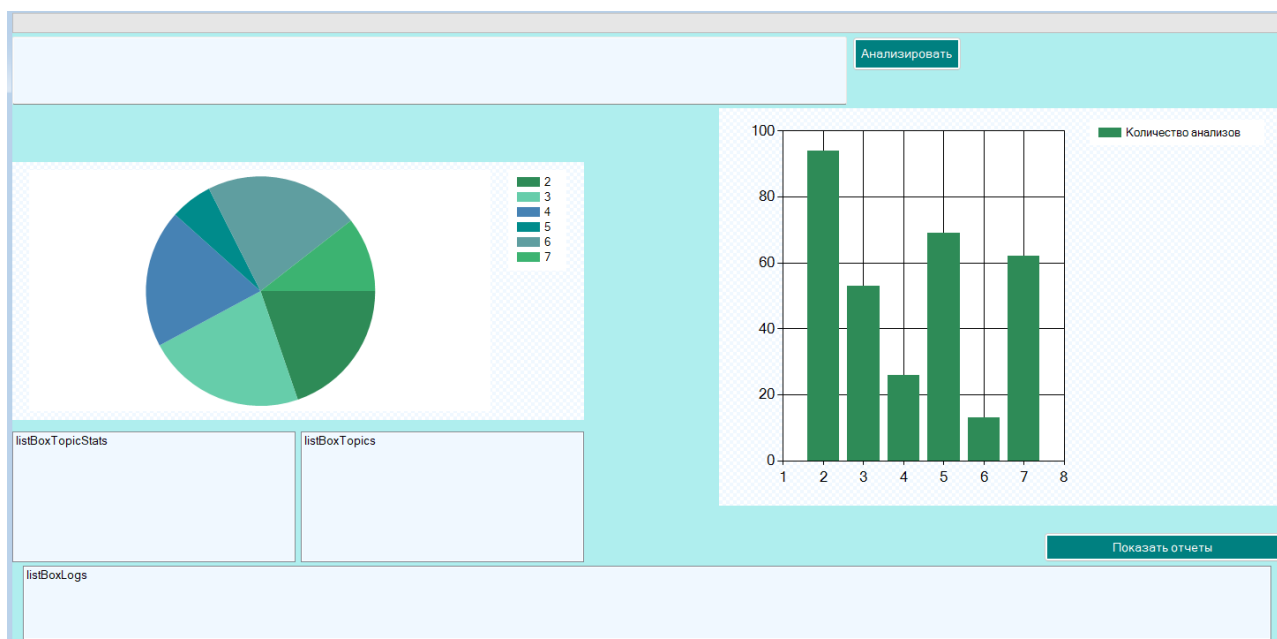 Анализировать
2
3
4
5
6
7
100
80
60
40
20
0
1 2 3 4 5 6 7 8
Количество анализов
listBoxTopicStats
listBoxTopics
Показать отчеты
listBoxLogs